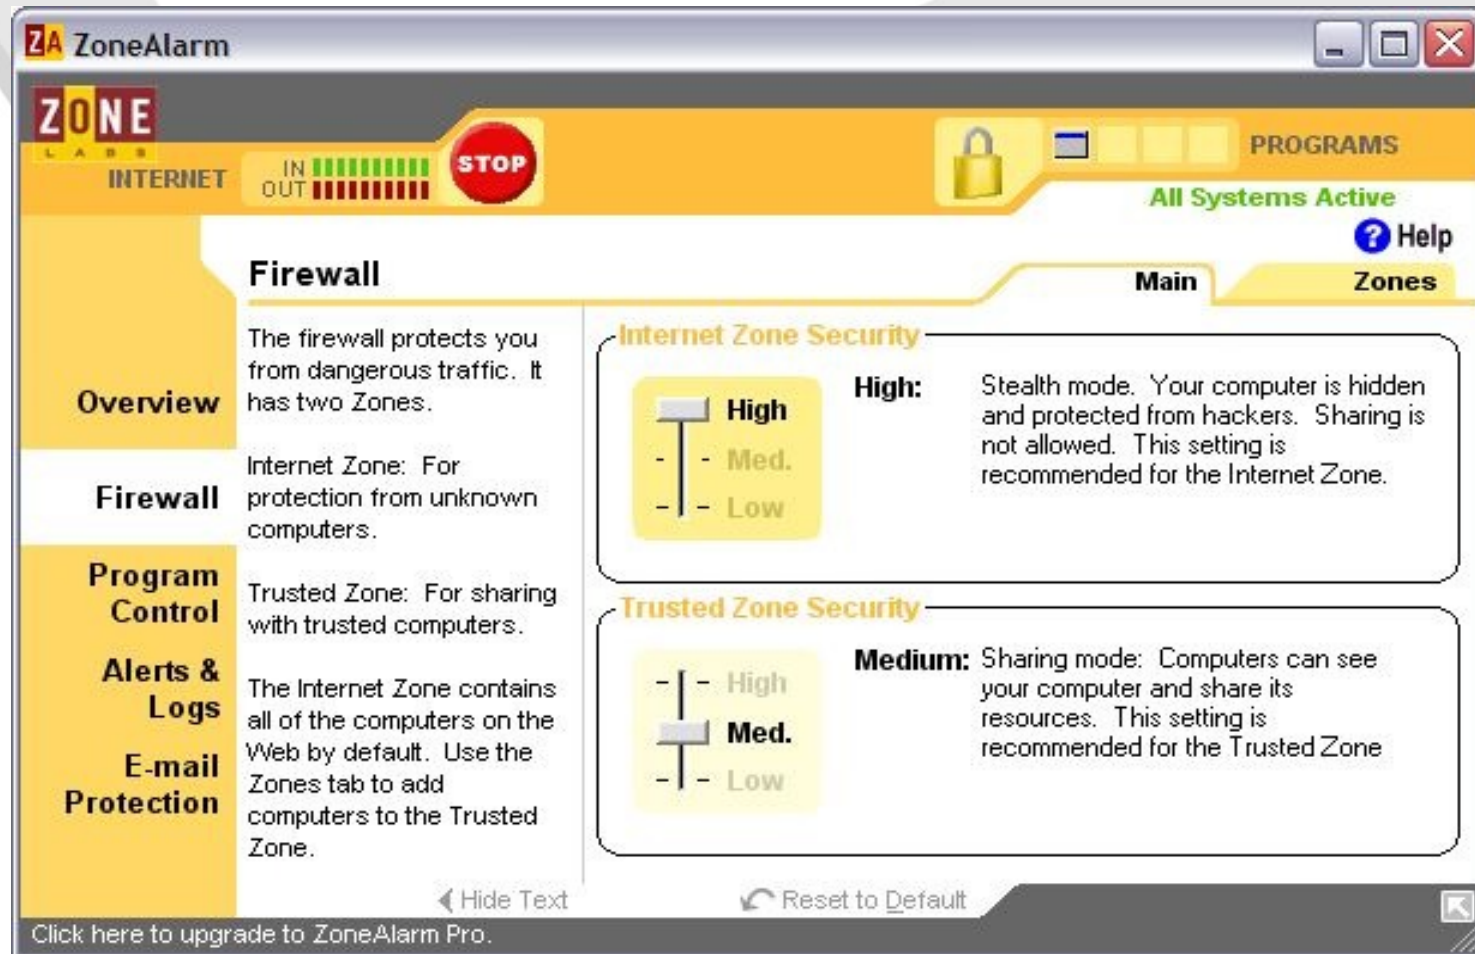 ZA ZoneAlarm
ZONE
LABS
INTERNET
IN
OUT
STOP
PROGRAMS
All Systems Active
? Help
Firewall
Main
Zones
Overview
Firewall
Program
Control
Alerts &
Logs
E-mail
Protection
The firewall protects you
from dangerous traffic. It
has two Zones.
Internet Zone: For
protection from unknown
computers.
Trusted Zone: For sharing
with trusted computers.
The Internet Zone contains
all of the computers on the
Web by default. Use the
Zones tab to add
computers to the Trusted
Zone.
Internet Zone Security
High
Med.
Low
High:
Stealth mode. Your computer is hidden
and protected from hackers. Sharing is
not allowed. This setting is
recommended for the Internet Zone.
Trusted Zone Security
High
Med.
Low
Medium:
Sharing mode: Computers can see
your computer and share its
resources. This setting is
recommended for the Trusted Zone
Hide Text
Reset to Default
Click here to upgrade to ZoneAlarm Pro.